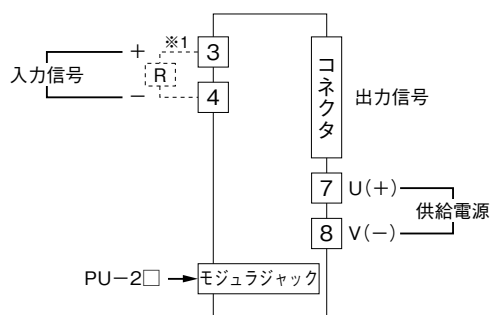 入力信号
+
−
※1
R
3
4
コネクタ
出力信号
7
U(+)
8
V(−)
供給電源
PU−2□
モジュラジャック